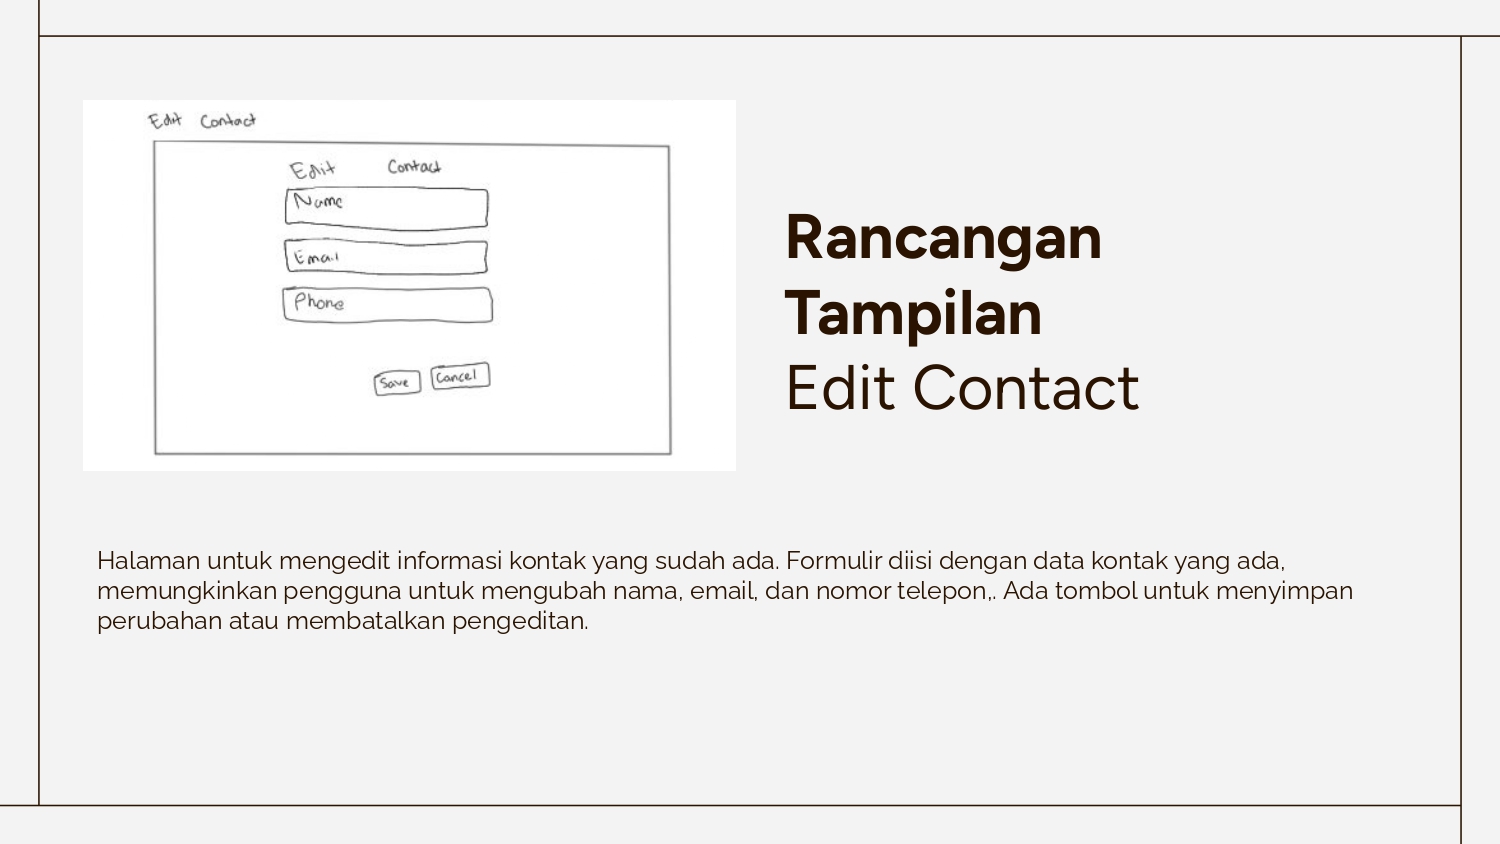 Edit Contact
Edit Contact
Name
Email
Phone
Save Cancel
Rancangan
Tampilan
Edit Contact
Halaman untuk mengedit informasi kontak yang sudah ada. Formulir diisi dengan data kontak yang ada,
memungkinkan pengguna untuk mengubah nama, email, dan nomor telepon,. Ada tombol untuk menyimpan
perubahan atau membatalkan pengeditan.